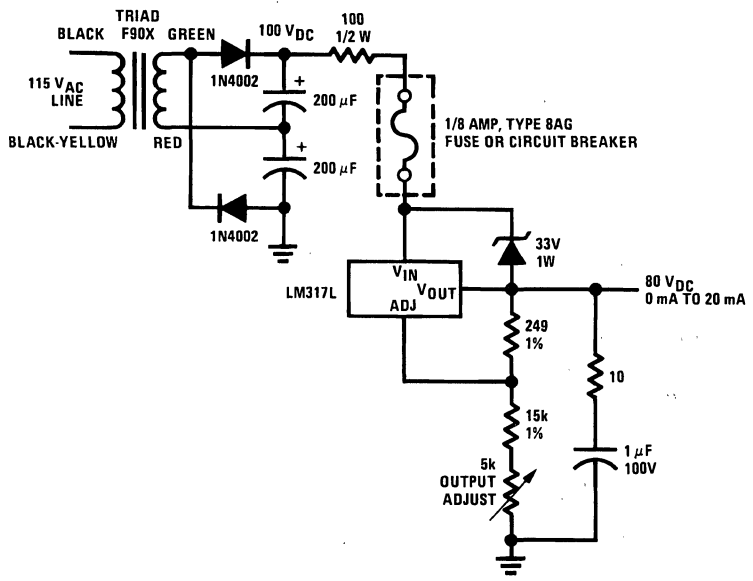 TRIAD
F90X
BLACK
GREEN
100 VDC
100
1/2 W
1N4002
+
200 μF
115 VAC
LINE
1/8 AMP, TYPE 8AG
FUSE OR CIRCUIT BREAKER
BLACK-YELLOW
RED
+
200 μF
1N4002
33V
1W
VIN
LM317L
VOUT
ADJ
80 VDC
0 mA TO 20 mA
249
1%
10
15k
1%
5k
OUTPUT
ADJUST
1 μF
100V